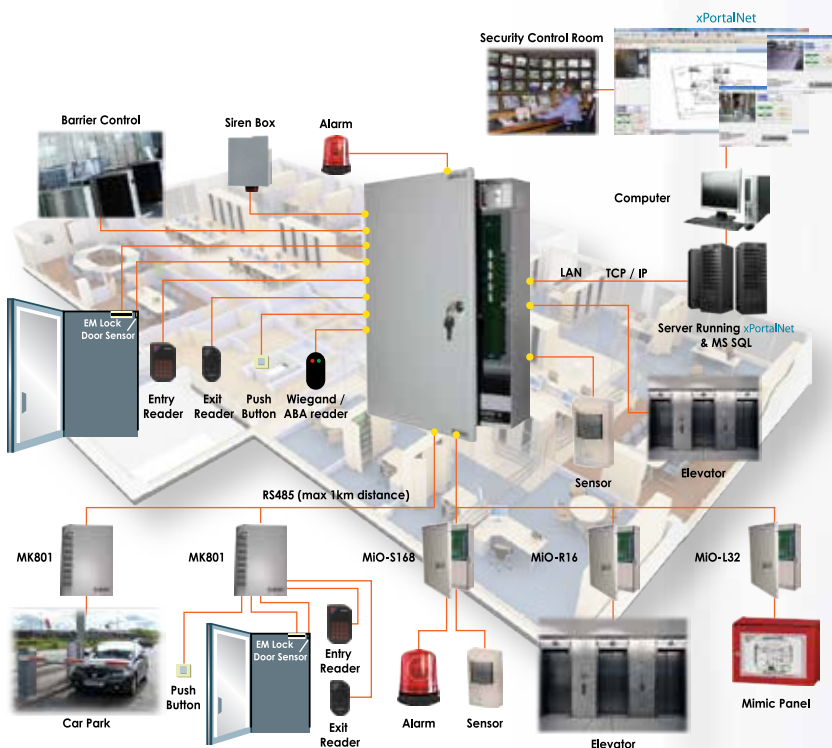 xPortalNet
Security Control Room
Barrier Control
Siren Box
Alarm
Computer
LAN
TCP / IP
EM Lock
Door Sensor
Server Running xPortalNet
& MS SQL
Entry
Reader
Exit
Reader
Push
Button
Wiegand /
ABA reader
Sensor
Elevator
RS485 (max 1km distance)
MK801
MK801
MiO-S168
MiO-R16
MiO-L32
EM Lock
Door Sensor
Entry
Reader
Push
Button
Car Park
Exit
Reader
Alarm
Sensor
Elevator
Mimic Panel